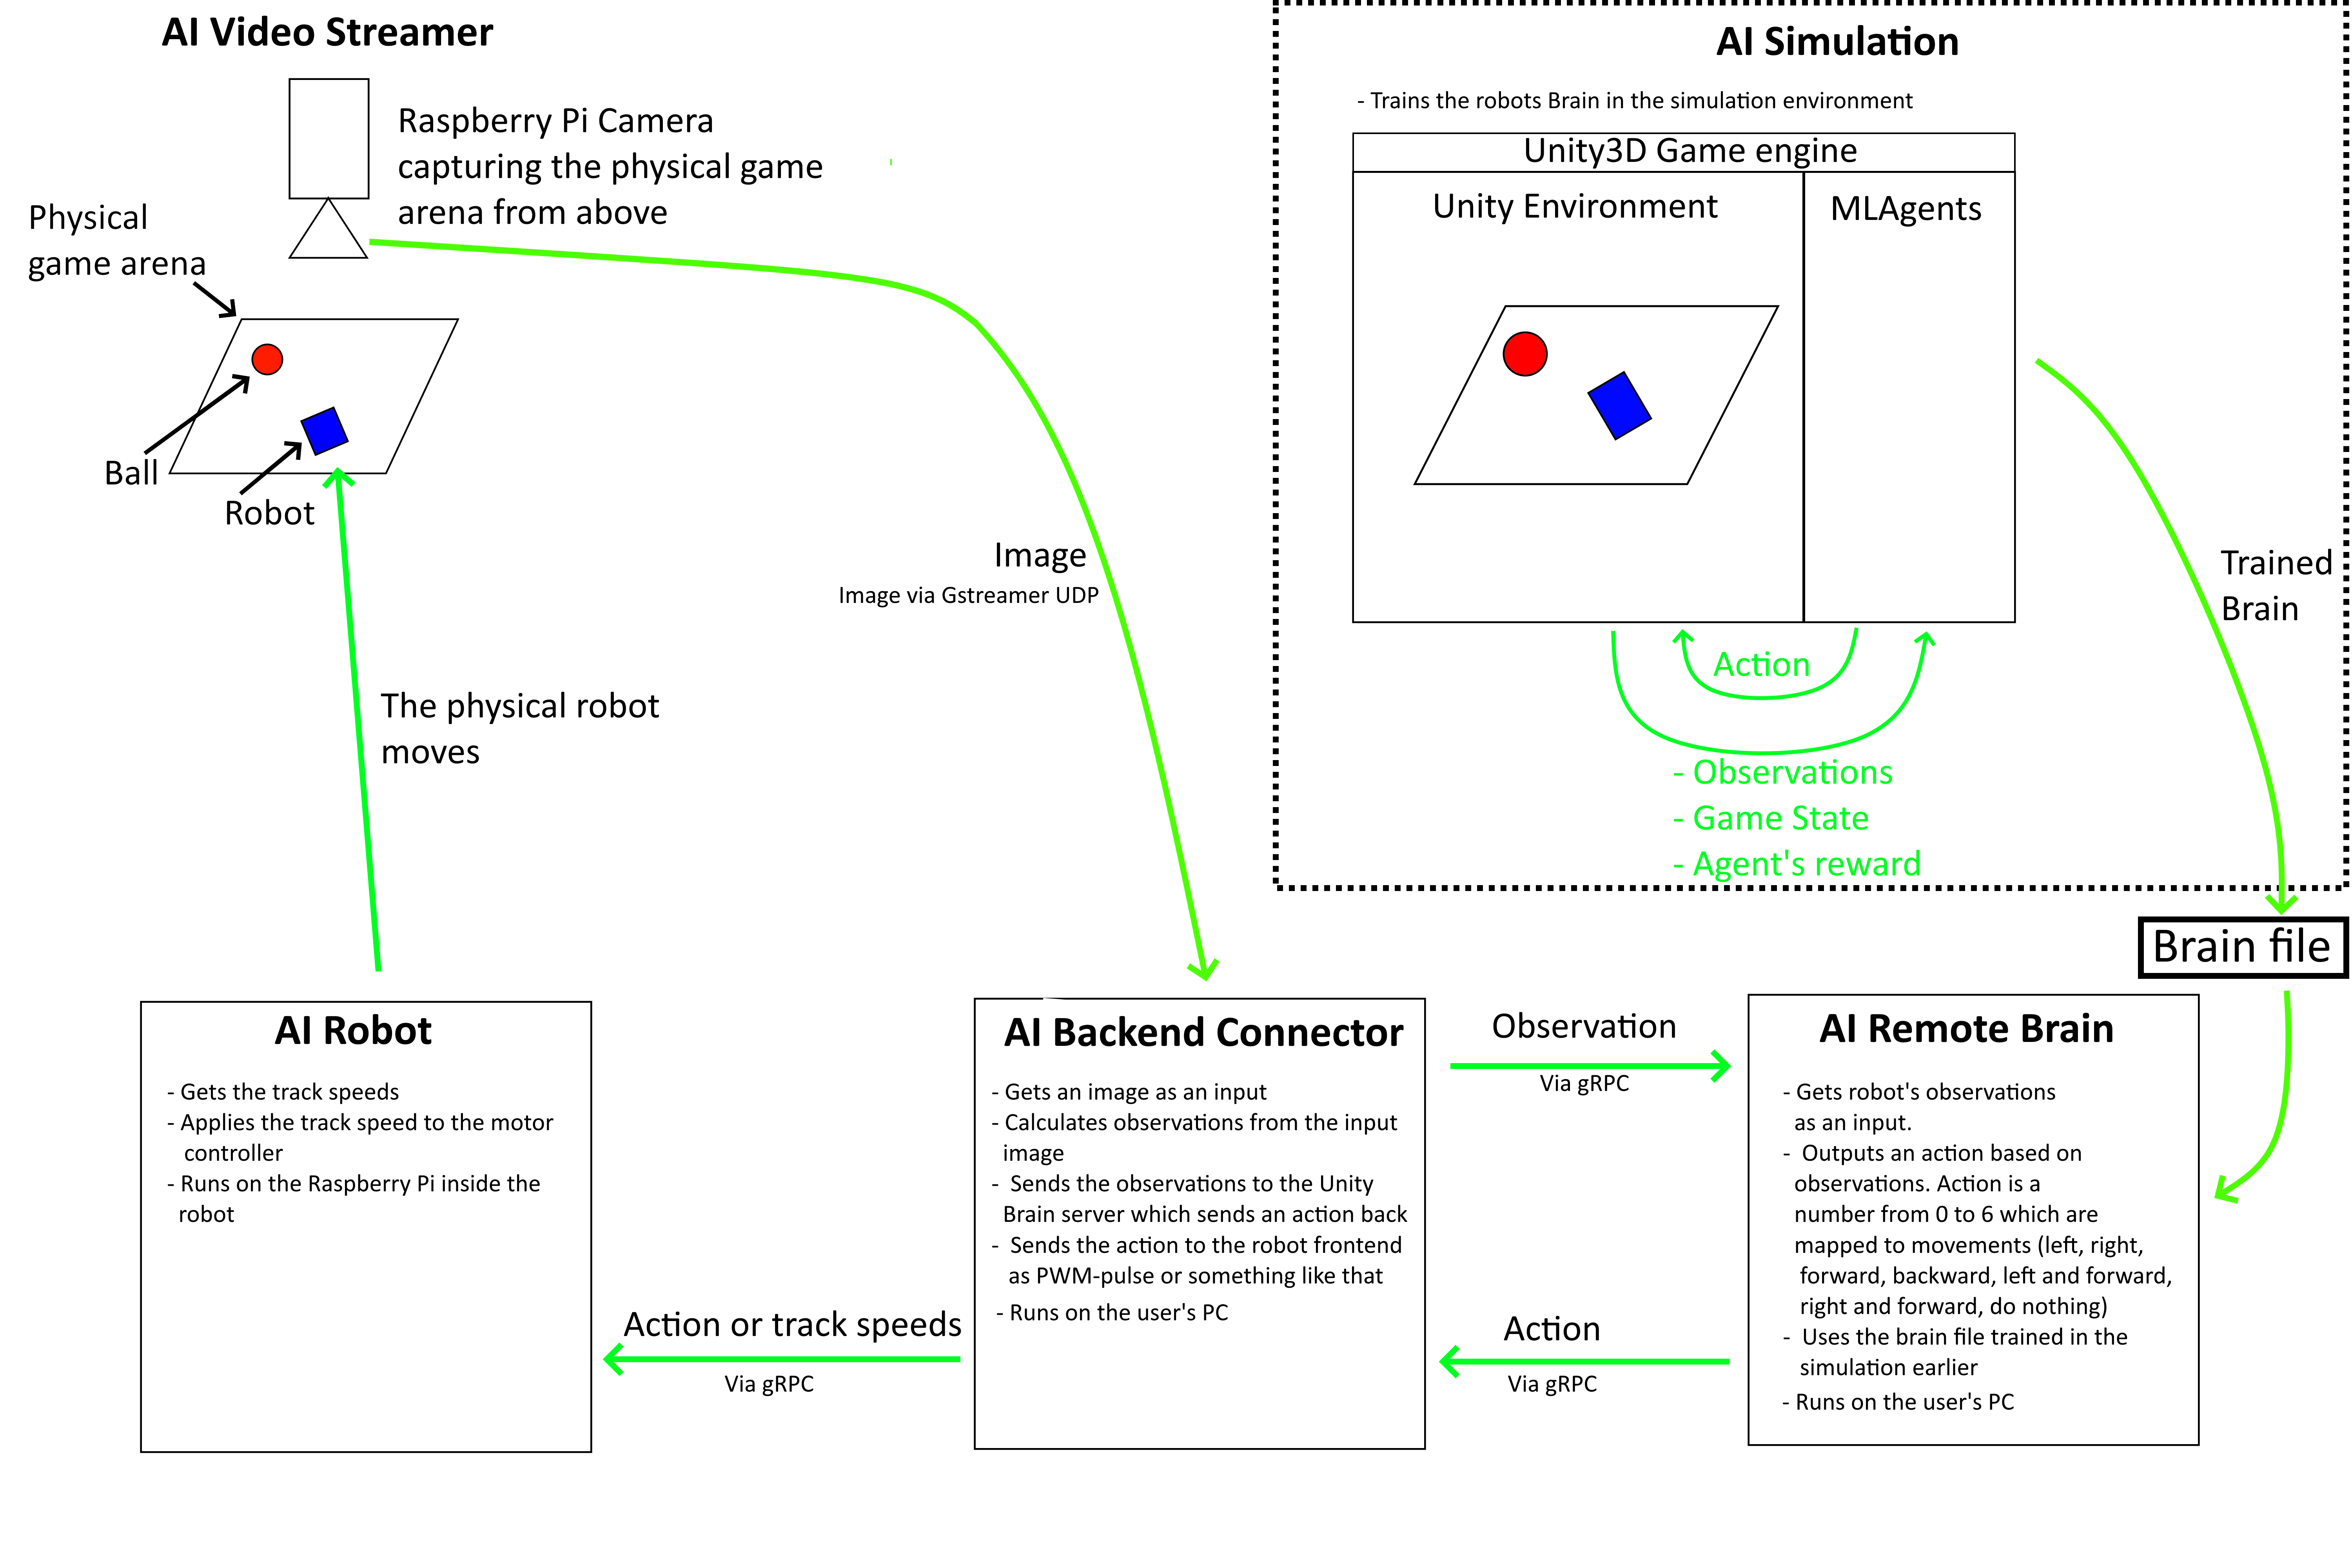 AI Video Streamer
Raspberry Pi Camera
capturing the physical game
arena from above
Physical
game arena
Ball
Robot
The physical robot
moves
Image
Image via Gstreamer UDP
AI Simulation
- Trains the robots Brain in the simulation environment
Unity3D Game engine
Unity Environment
MLAgents
Action
- Observations
- Game State
- Agent's reward
Trained
Brain
Brain file
AI Robot
- Gets the track speeds
- Applies the track speed to the motor
controller
- Runs on the Raspberry Pi inside the
robot
Action or track speeds
Via gRPC
AI Backend Connector
- Gets an image as an input
- Calculates observations from the input
image
- Sends the observations to the Unity
Brain server which sends an action back
- Sends the action to the robot frontend
as PWM-pulse or something like that
- Runs on the user's PC
Observation
Via gRPC
Action
Via gRPC
AI Remote Brain
- Gets robot's observations
as an input.
- Outputs an action based on
observations. Action is a
number from 0 to 6 which are
mapped to movements (left, right,
forward, backward, left and forward,
right and forward, do nothing)
- Uses the brain file trained in the
simulation earlier
- Runs on the user's PC